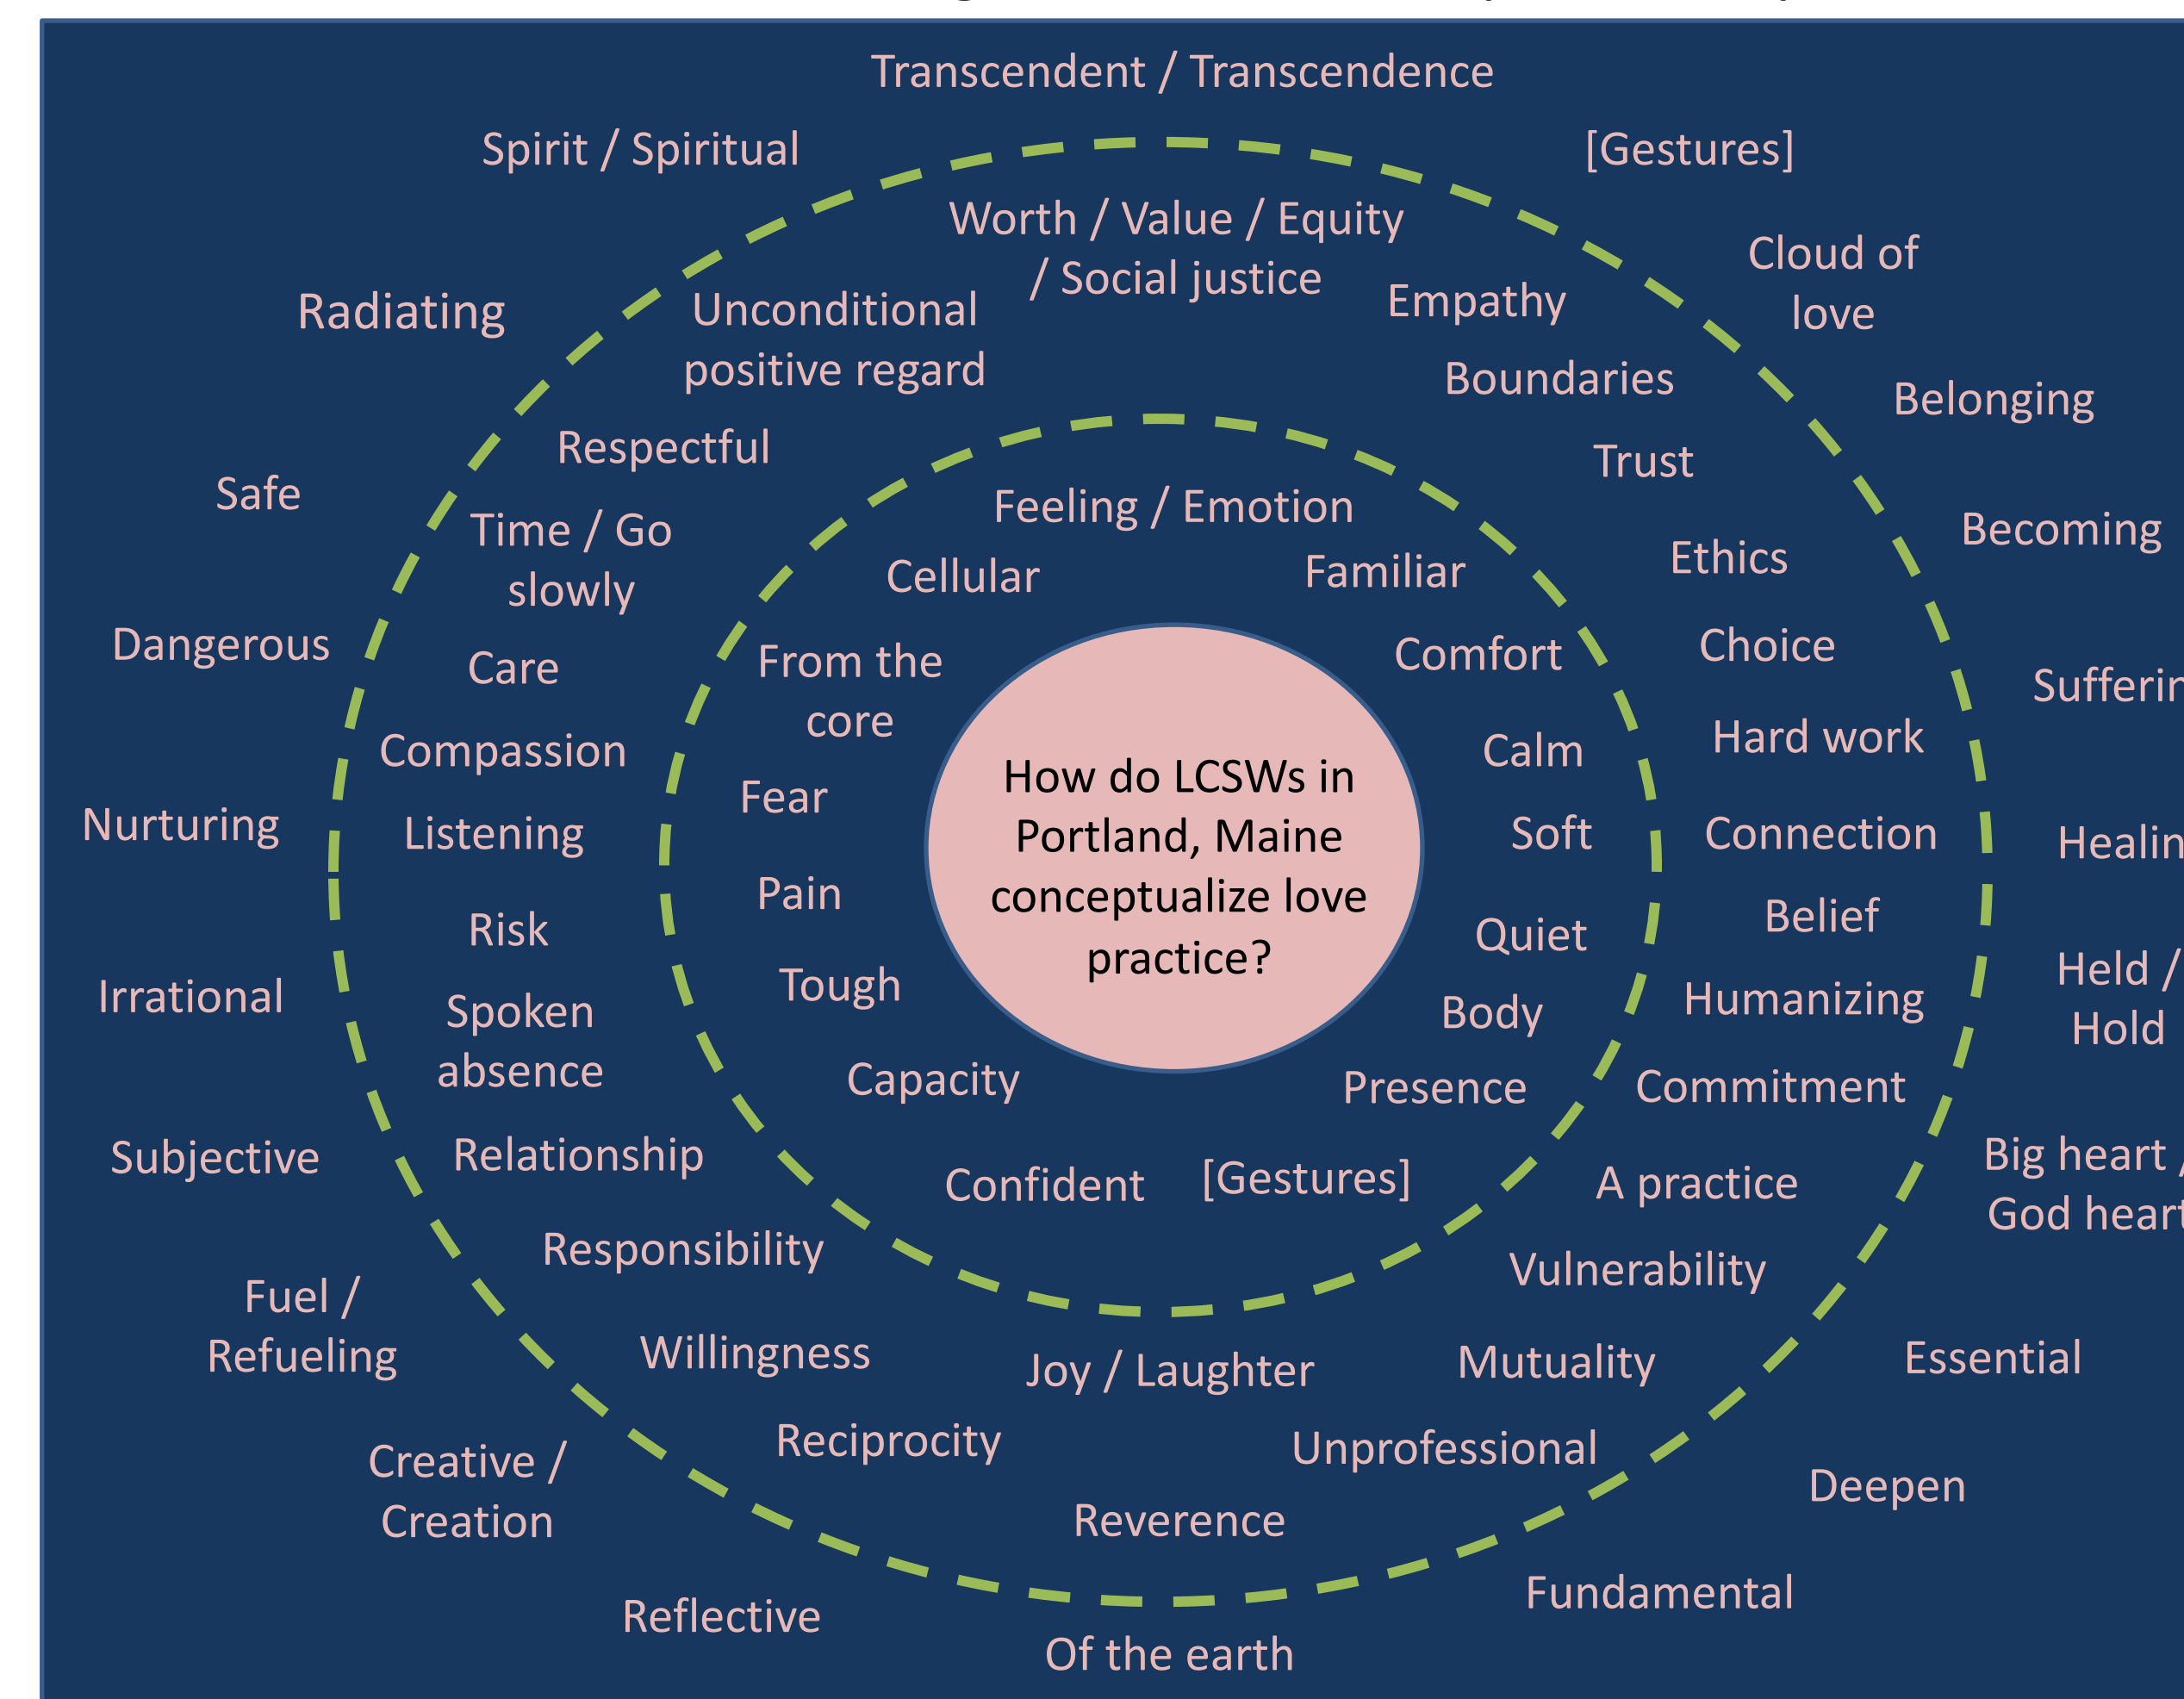 Transcendent / Transcendence
Spirit / Spiritual
[Gestures]
Worth / Value / Equity
/ Social justice
Cloud of
love
Radiating
Unconditional
positive regard
Empathy
Boundaries
Belonging
Respectful
Trust
Safe
Time / Go
slowly
Feeling / Emotion
Becoming
Cellular
Familiar
Ethics
Dangerous
Care
From the
core
Comfort
Choice
Compassion
Calm
Hard work
Nurturing
Listening
Fear
How do LCSWs in
Portland, Maine
conceptualize love
practice?
Soft
Connection
Pain
Risk
Quiet
Belief
Held /
Hold
Irrational
Spoken
absence
Tough
Body
Humanizing
Capacity
Presence
Commitment
Subjective
Relationship
Confident
[Gestures]
A practice
Big heart /
God heart
Responsibility
Vulnerability
Fuel /
Refueling
Willingness
Joy / Laughter
Mutuality
Essential
Creative /
Creation
Reciprocity
Unprofessional
Deepen
Reverence
Reflective
Fundamental
Of the earth